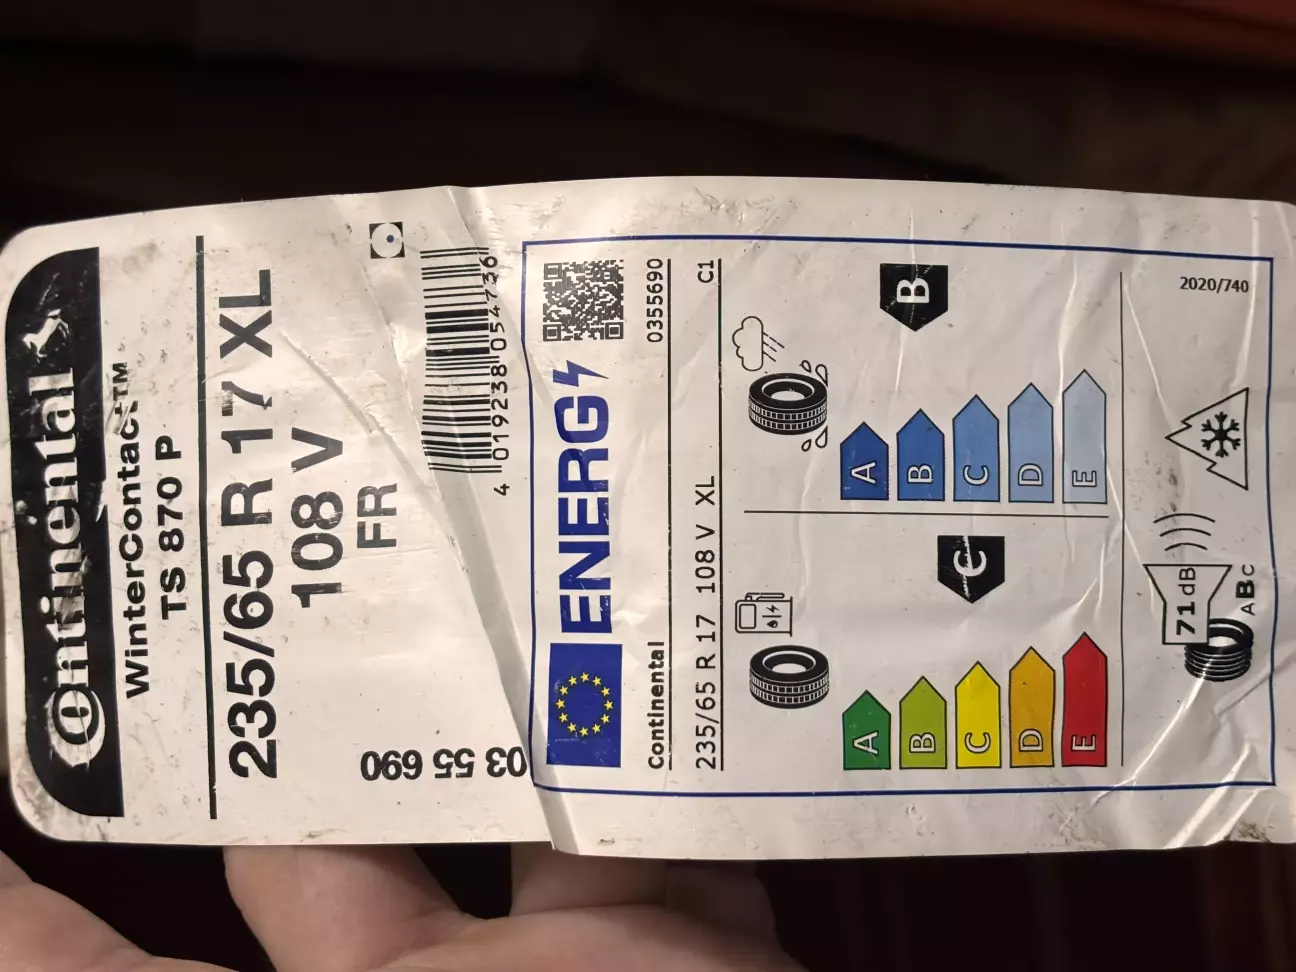 Continental
WinterContact™
TS 870 P
235/65 R 17 XL
108 V
FR
03 55 690
4 019238 054736
ENERG
Continental
0355690
235/65 R 17 108 V XL
C1
A
B
C
D
E
C
A
B
C
D
E
B
71 dB
ABC
2020/740